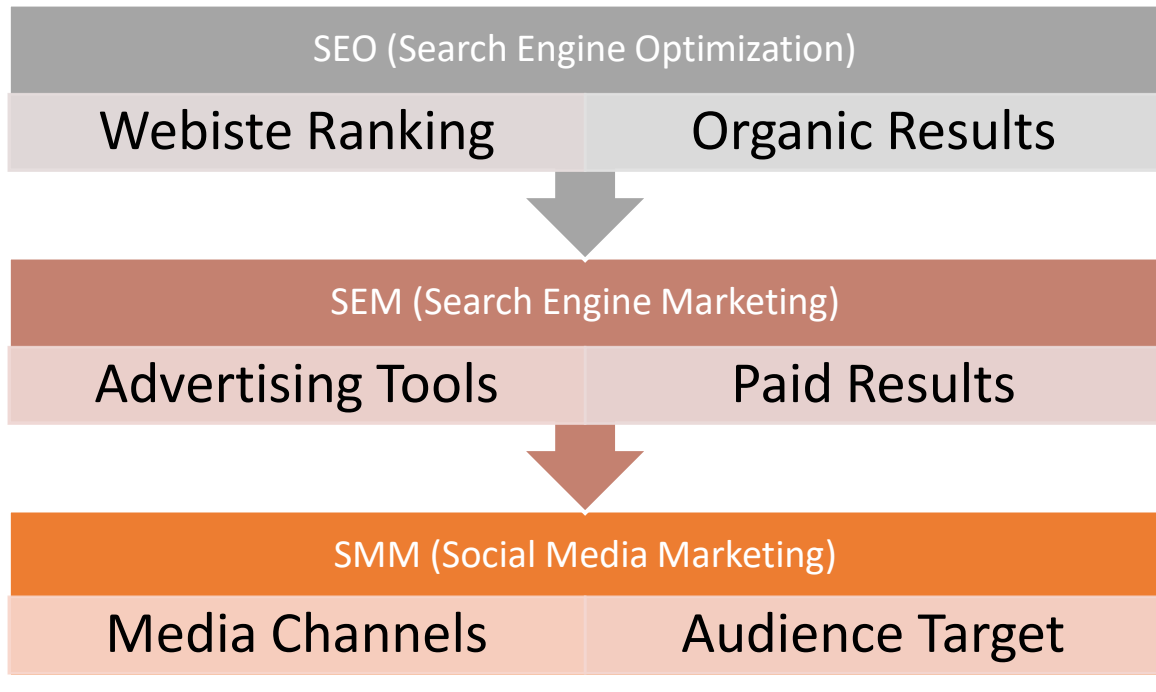 SEO (Search Engine Optimization)
Webiste Ranking
Organic Results
SEM (Search Engine Marketing)
Advertising Tools
Paid Results
SMM (Social Media Marketing)
Media Channels
Audience Target